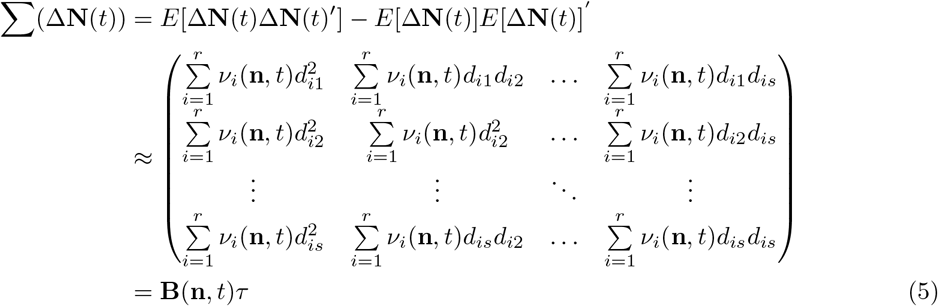 ∑(ΔN(t)) = E[ΔN(t)ΔN(t)′] − E[ΔN(t)]E[ΔN(t)]′
≈ ( ∑_{i=1}^{r} ν_i(n, t)d_{i1}^2   ∑_{i=1}^{r} ν_i(n, t)d_{i1}d_{i2}   …   ∑_{i=1}^{r} ν_i(n, t)d_{i1}d_{is}
∑_{i=1}^{r} ν_i(n, t)d_{i2}^2   ∑_{i=1}^{r} ν_i(n, t)d_{i2}^2   …   ∑_{i=1}^{r} ν_i(n, t)d_{i2}d_{is}
⋮   ⋮   ⋱   ⋮
∑_{i=1}^{r} ν_i(n, t)d_{is}^2   ∑_{i=1}^{r} ν_i(n, t)d_{is}d_{i2}   …   ∑_{i=1}^{r} ν_i(n, t)d_{is}d_{is} )
= B(n, t)τ (5)